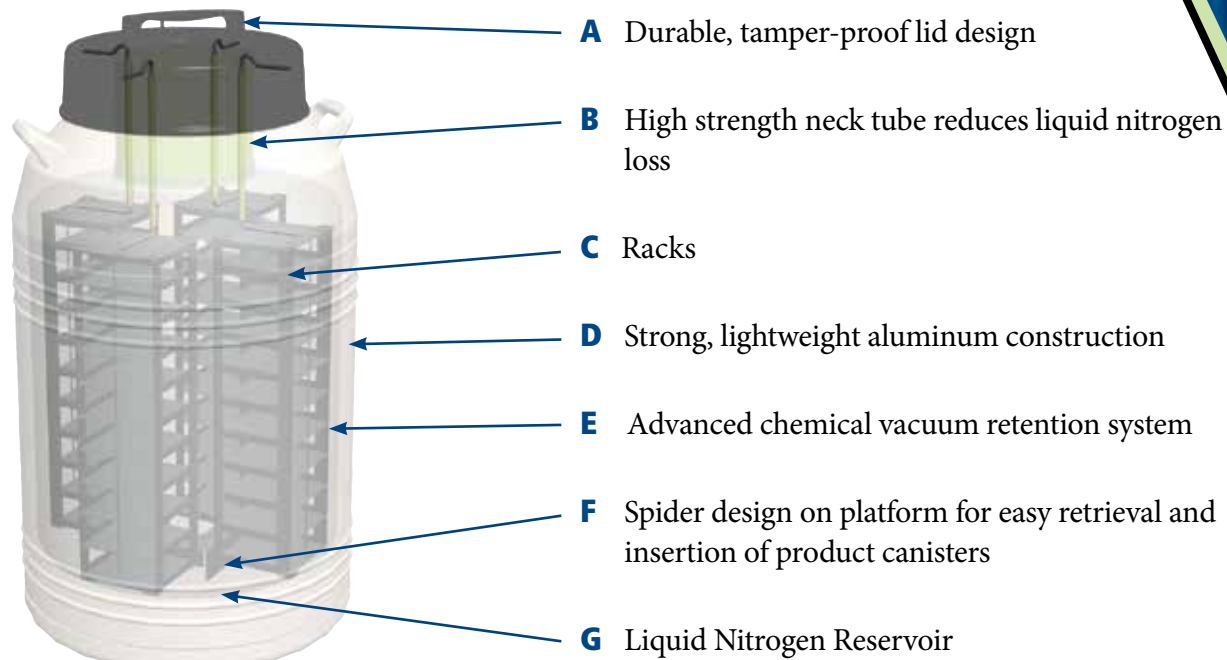 A Durable, tamper-proof lid design
B High strength neck tube reduces liquid nitrogen
loss
C Racks
D Strong, lightweight aluminum construction
E Advanced chemical vacuum retention system
F Spider design on platform for easy retrieval and
insertion of product canisters
G Liquid Nitrogen Reservoir